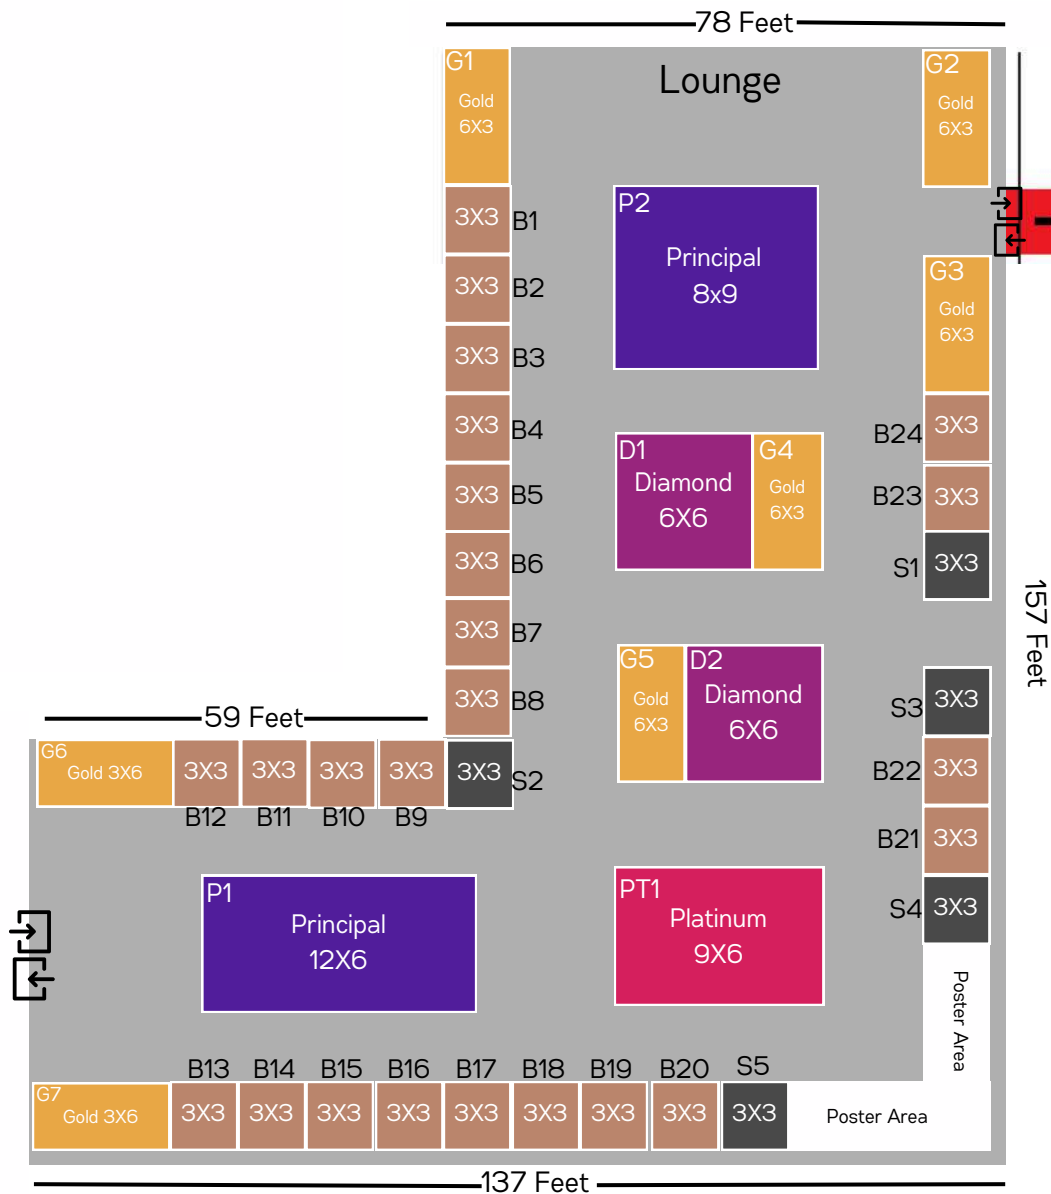 78 Feet
G1
Gold
6X3
Lounge
G2
Gold
6X3
3X3 B1
P2
Principal
8x9
3X3 B2
G3
Gold
6X3
3X3 B3
3X3 B4
B24 3X3
D1
Diamond
6X6
G4
Gold
6X3
3X3 B5
B23 3X3
3X3 B6
S1 3X3
157 Feet
3X3 B7
G5
Gold
6X3
D2
Diamond
6X6
3X3 B8
S3 3X3
59 Feet
G6
Gold 3X6
3X3
3X3
3X3
3X3
3X3 S2
B12
B11
B10
B9
B22 3X3
B21 3X3
P1
Principal
12X6
PT1
Platinum
9X6
S4 3X3
Poster Area
B13
B14
B15
B16
B17
B18
B19
B20
S5
G7
Gold 3X6
3X3
3X3
3X3
3X3
3X3
3X3
3X3
3X3
3X3
Poster Area
137 Feet